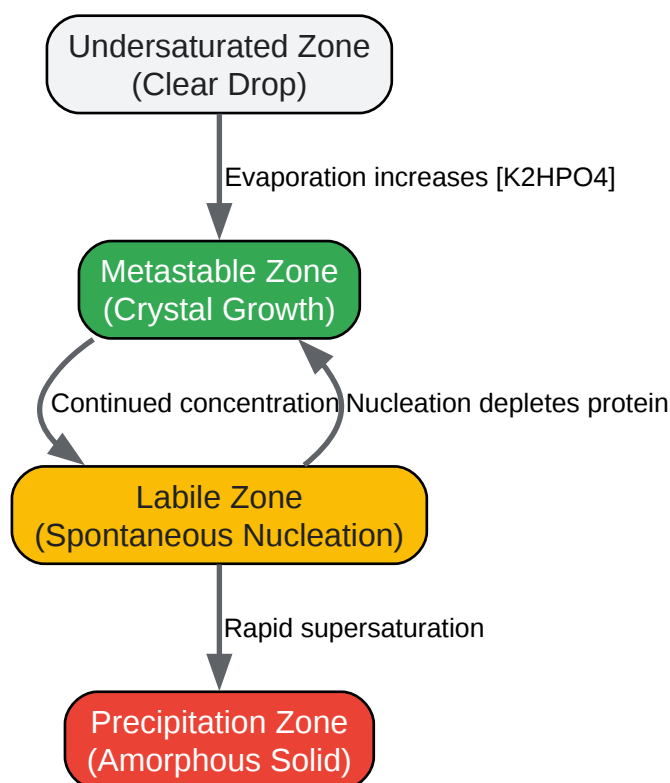 Undersaturated Zone
(Clear Drop)
Evaporation increases [K2HPO4]
Metastable Zone
(Crystal Growth)
Continued concentration
Nucleation depletes protein
Labile Zone
(Spontaneous Nucleation)
Rapid supersaturation
Precipitation Zone
(Amorphous Solid)